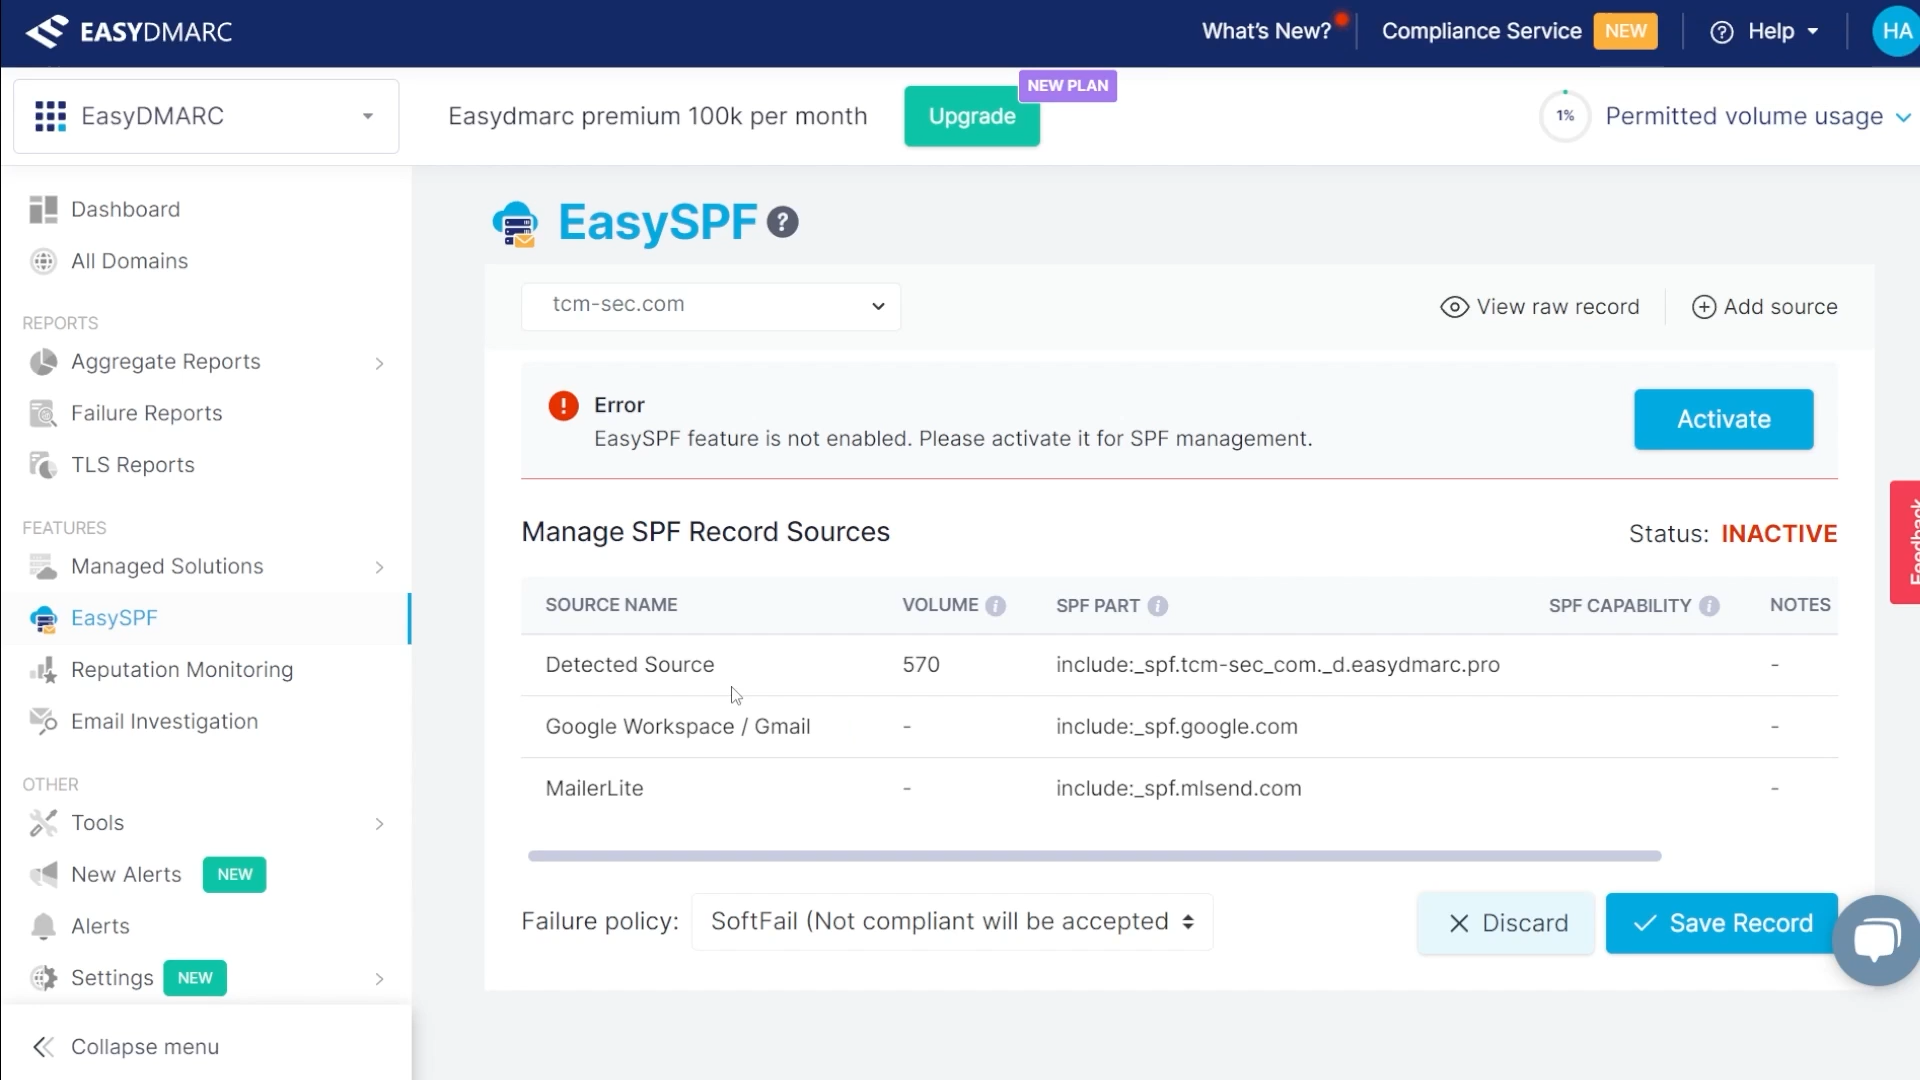 EASYDMARC
What's New?
Compliance Service NEW
Help
HA
EasyDMARC
Easydmarc premium 100k per month
Upgrade
NEW PLAN
1%
Permitted volume usage
Dashboard
All Domains
REPORTS
Aggregate Reports
Failure Reports
TLS Reports
FEATURES
Managed Solutions
EasySPF
Reputation Monitoring
Email Investigation
OTHER
Tools
New Alerts NEW
Alerts
Settings NEW
Collapse menu
EasySPF ?
tcm-sec.com
View raw record
Add source
Error
EasySPF feature is not enabled. Please activate it for SPF management.
Activate
Manage SPF Record Sources
Status: INACTIVE
SOURCE NAME VOLUME i SPF PART i SPF CAPABILITY i NOTES
Detected Source 570 include:_spf.tcm-sec_com._d.easydmarc.pro -
Google Workspace / Gmail - include:_spf.google.com -
MailerLite - include:_spf.mlsend.com -
Failure policy: SoftFail (Not compliant will be accepted
Discard
Save Record
Feedback